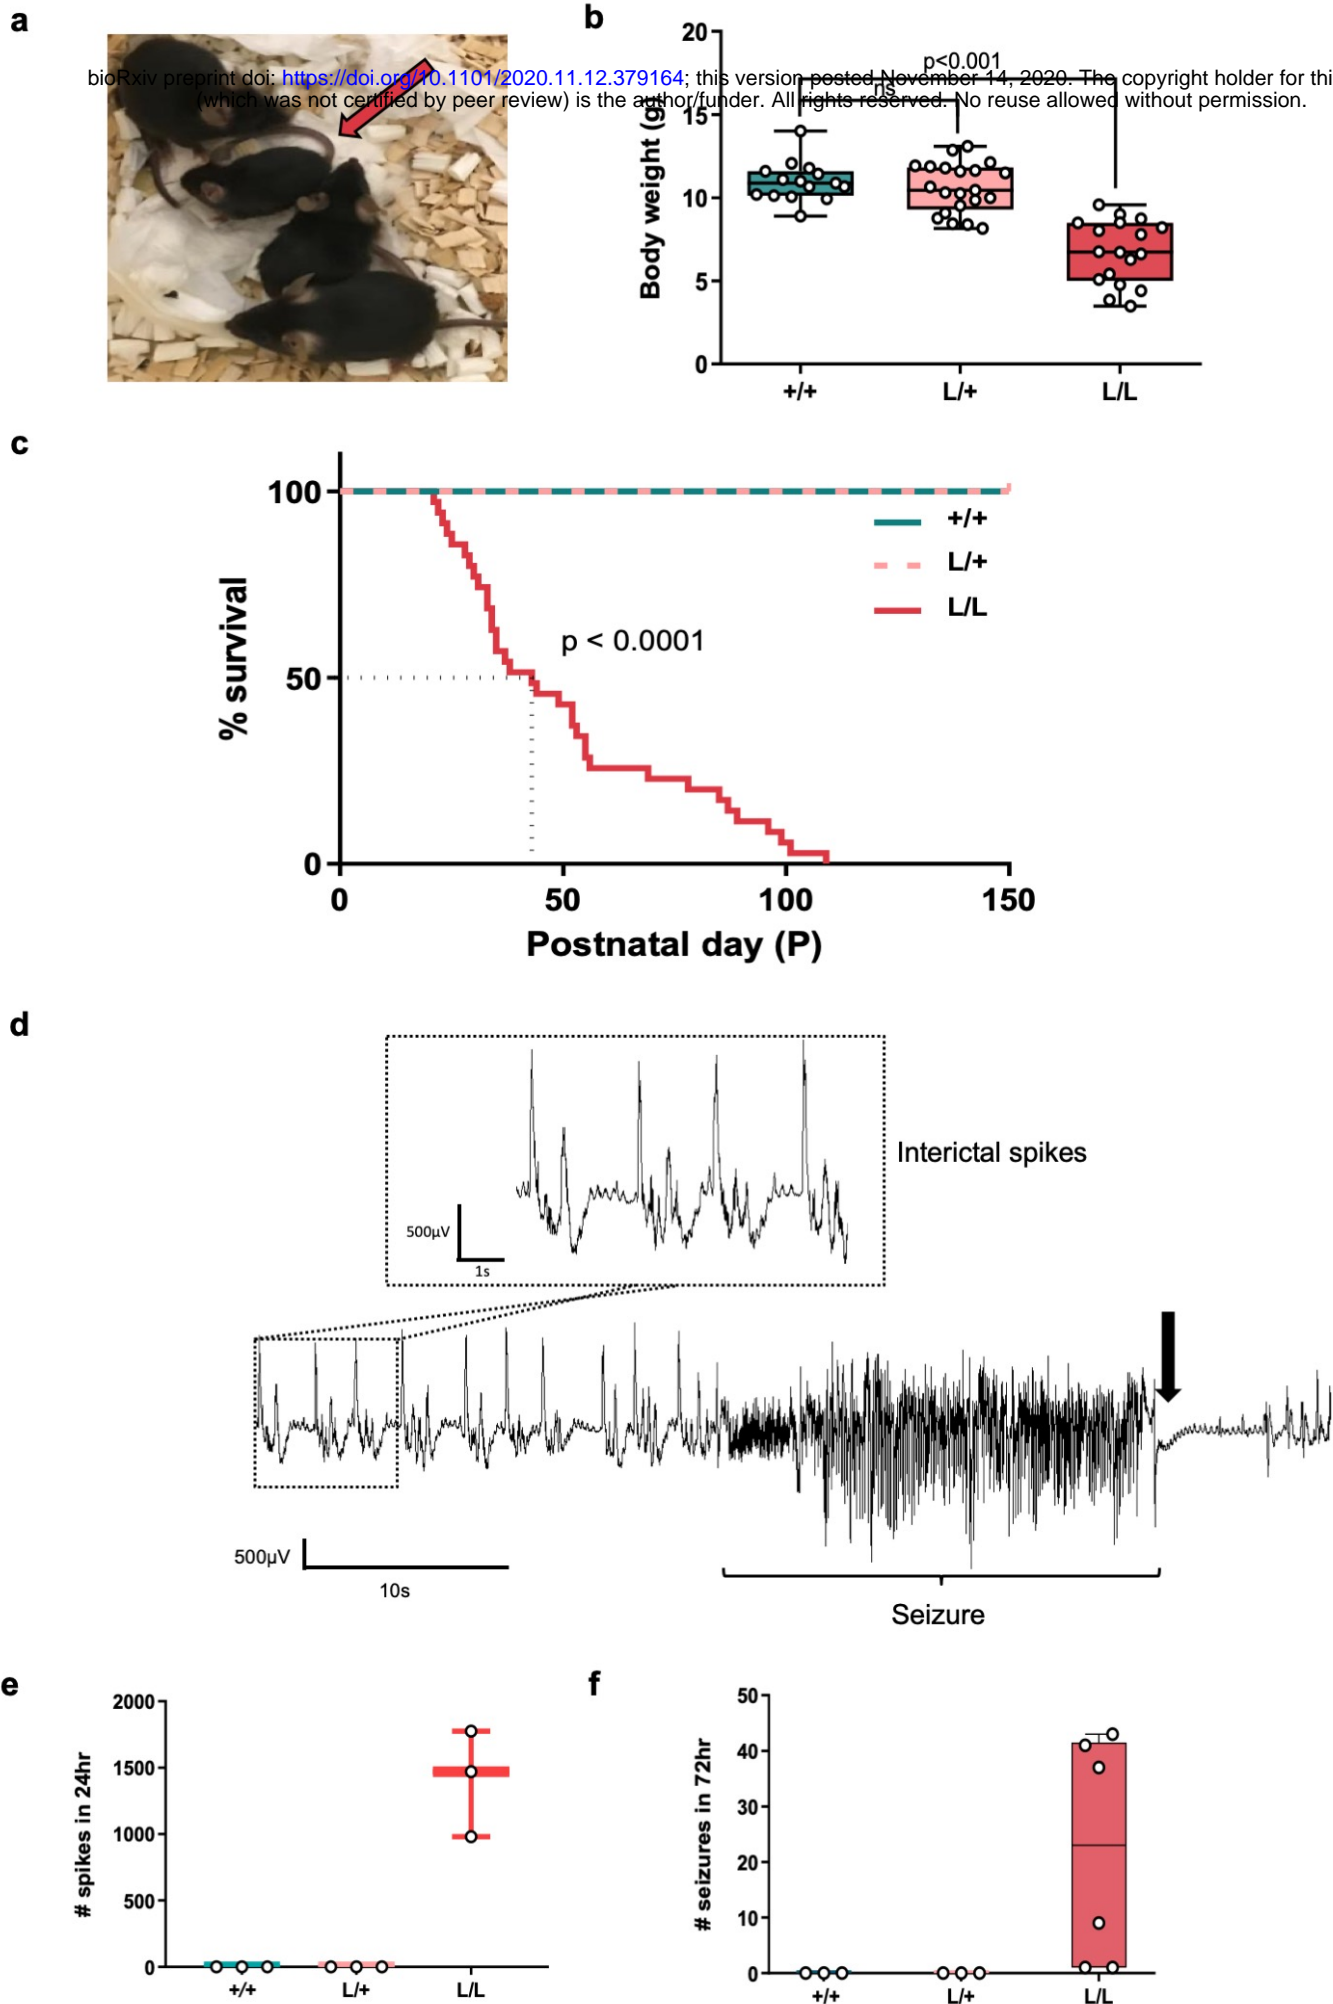 a
b
bioRxiv preprint doi: https://doi.org/10.1101/2020.11.12.379164; this version posted November 14, 2020. The copyright holder for thi
(which was not certified by peer review) is the author/funder. All rights reserved. No reuse allowed without permission.
p<0.001
ns
Body weight (g)
20
15
10
5
0
+/+
L/+
L/L
c
% survival
100
50
0
+/+
L/+
L/L
p < 0.0001
0
50
100
150
Postnatal day (P)
d
Interictal spikes
500µV
1s
500µV
10s
Seizure
e
# spikes in 24hr
2000
1500
1000
500
0
+/+
L/+
L/L
f
# seizures in 72hr
50
40
30
20
10
0
+/+
L/+
L/L